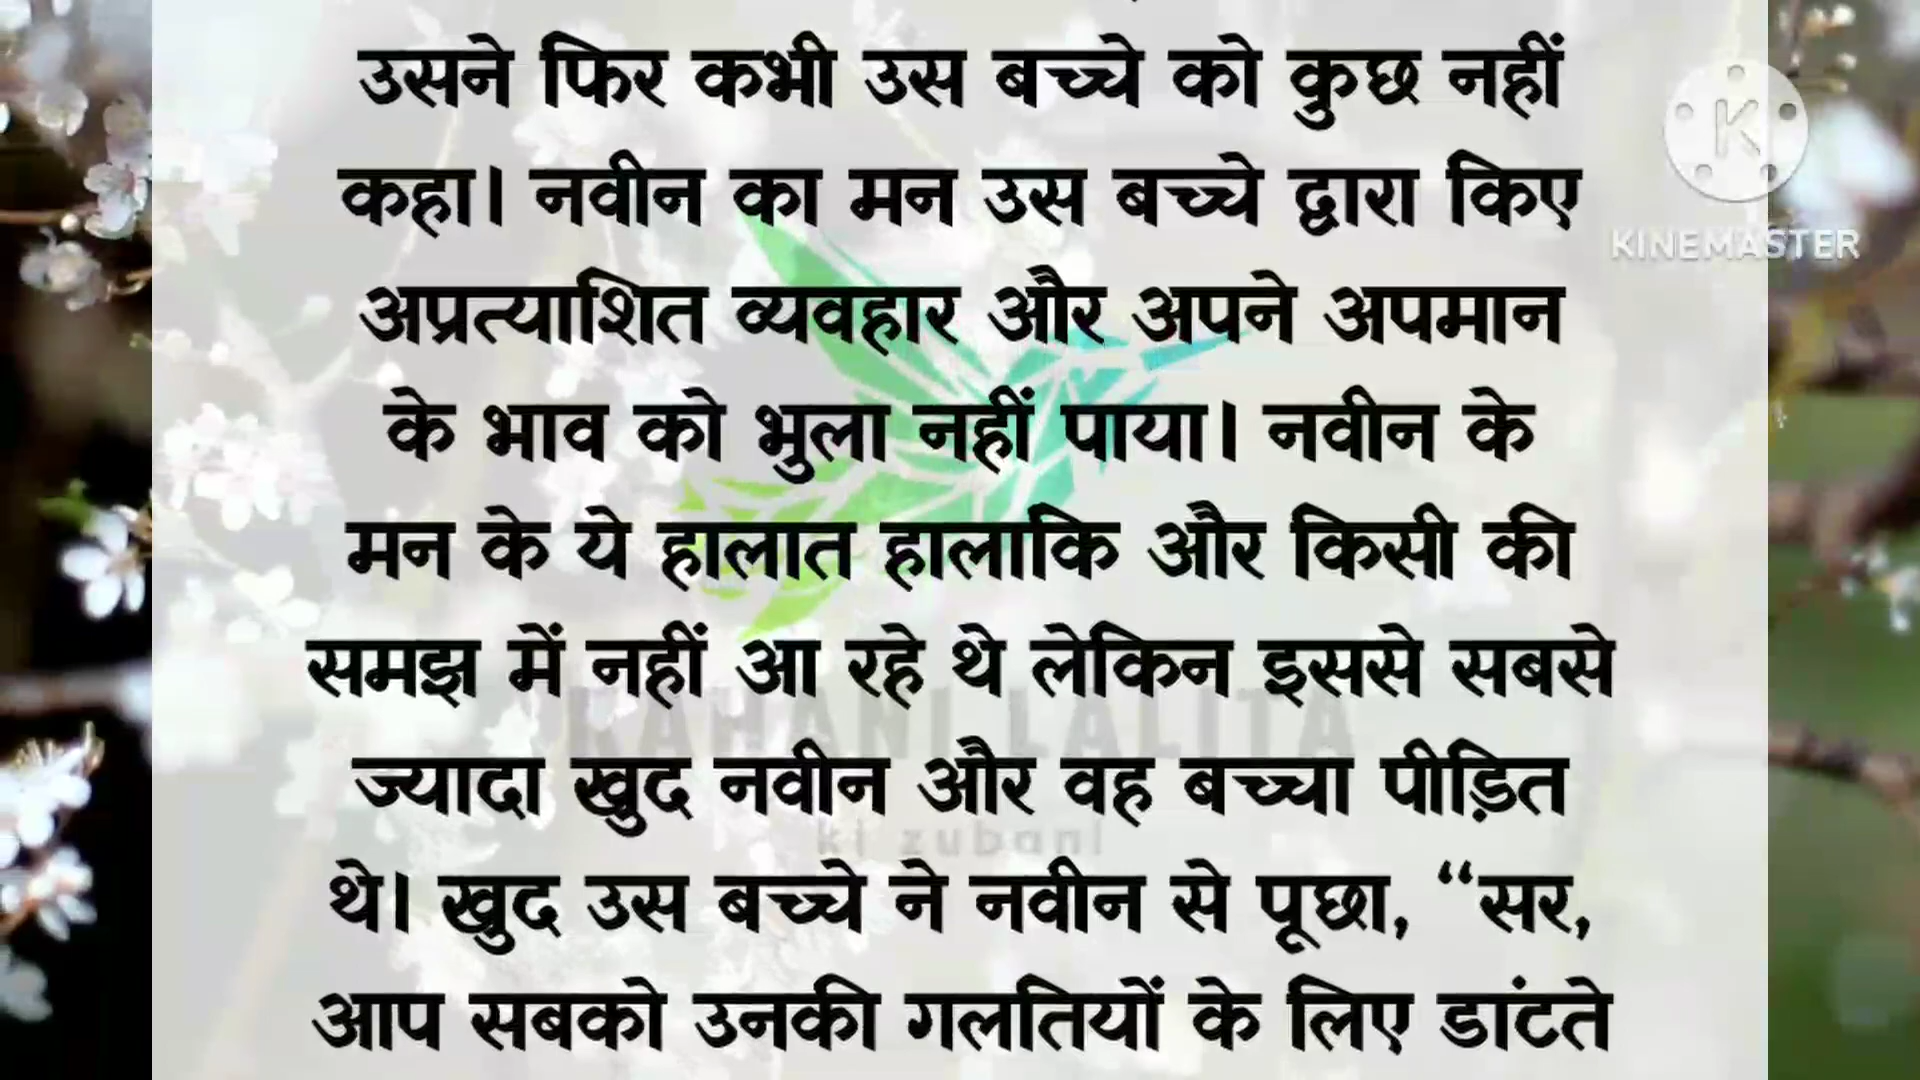 उसने फिर कभी उस बच्चे को कुछ नहीं
कहा। नवीन का मन उस बच्चे द्वारा किए
अप्रत्याशित व्यवहार और अपने अपमान
के भाव को भुला नहीं पाया। नवीन के
मन के ये हालात हालाकि और किसी की
समझ में नहीं आ रहे थे लेकिन इससे सबसे
ज्यादा खुद नवीन और वह बच्चा पीड़ित
थे। खुद उस बच्चे ने नवीन से पूछा, “सर,
आप सबको उनकी गलतियों के लिए डांटते
K
KINEMASTER
KAHANI LALITA
ki zubani